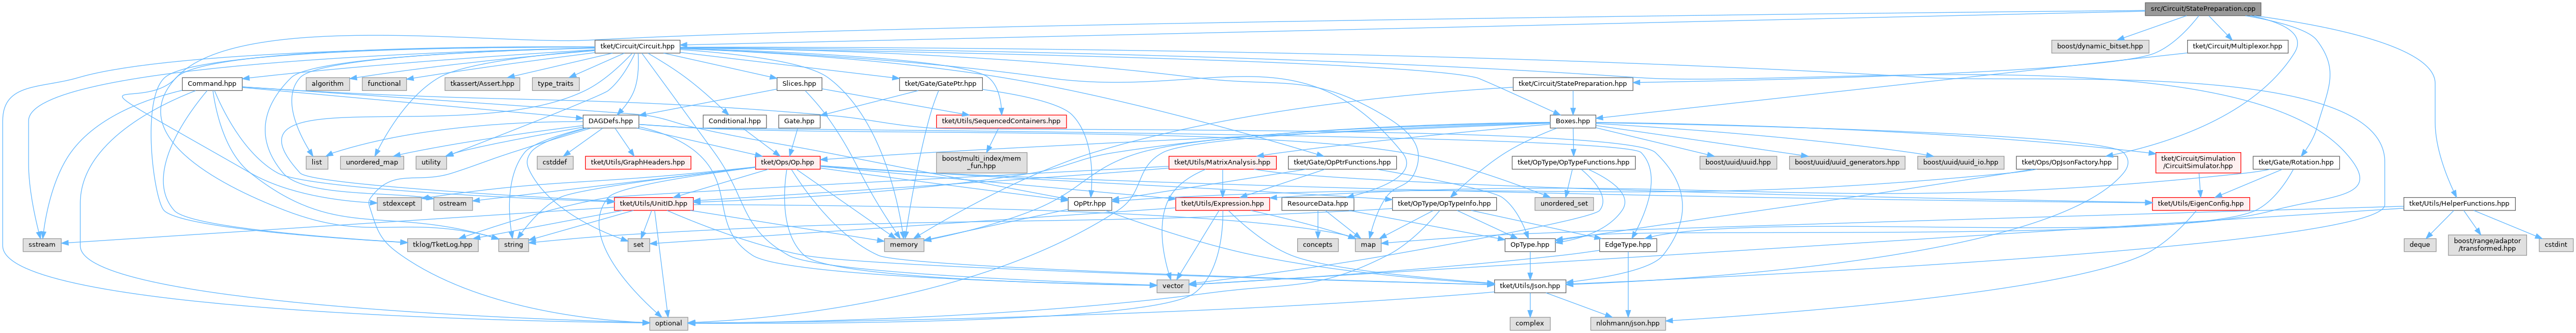 src/Circuit/StatePreparation.cpp
tket/Circuit/Circuit.hpp
boost/dynamic_bitset.hpp
tket/Circuit/Multiplexor.hpp
Command.hpp
algorithm
functional
tkassert/Assert.hpp
type_traits
Slices.hpp
tket/Gate/GatePtr.hpp
tket/Circuit/StatePreparation.hpp
DAGDefs.hpp
Conditional.hpp
Gate.hpp
tket/Utils/SequencedContainers.hpp
Boxes.hpp
list
unordered_map
utility
cstddef
tket/Utils/GraphHeaders.hpp
tket/Ops/Op.hpp
boost/multi_index/mem
_fun.hpp
tket/Utils/MatrixAnalysis.hpp
tket/Gate/OpPtrFunctions.hpp
tket/OpType/OpTypeFunctions.hpp
boost/uuid/uuid.hpp
boost/uuid/uuid_generators.hpp
boost/uuid/uuid_io.hpp
tket/Ops/OpJsonFactory.hpp
tket/Circuit/Simulation
/CircuitSimulator.hpp
tket/Gate/Rotation.hpp
stdexcept
ostream
tket/Utils/UnitID.hpp
OpPtr.hpp
tket/Utils/Expression.hpp
ResourceData.hpp
tket/OpType/OpTypeInfo.hpp
unordered_set
tket/Utils/EigenConfig.hpp
tket/Utils/HelperFunctions.hpp
sstream
tklog/TketLog.hpp
string
set
memory
concepts
map
OpType.hpp
EdgeType.hpp
deque
boost/range/adaptor
/transformed.hpp
cstdint
vector
tket/Utils/Json.hpp
optional
complex
nlohmann/json.hpp